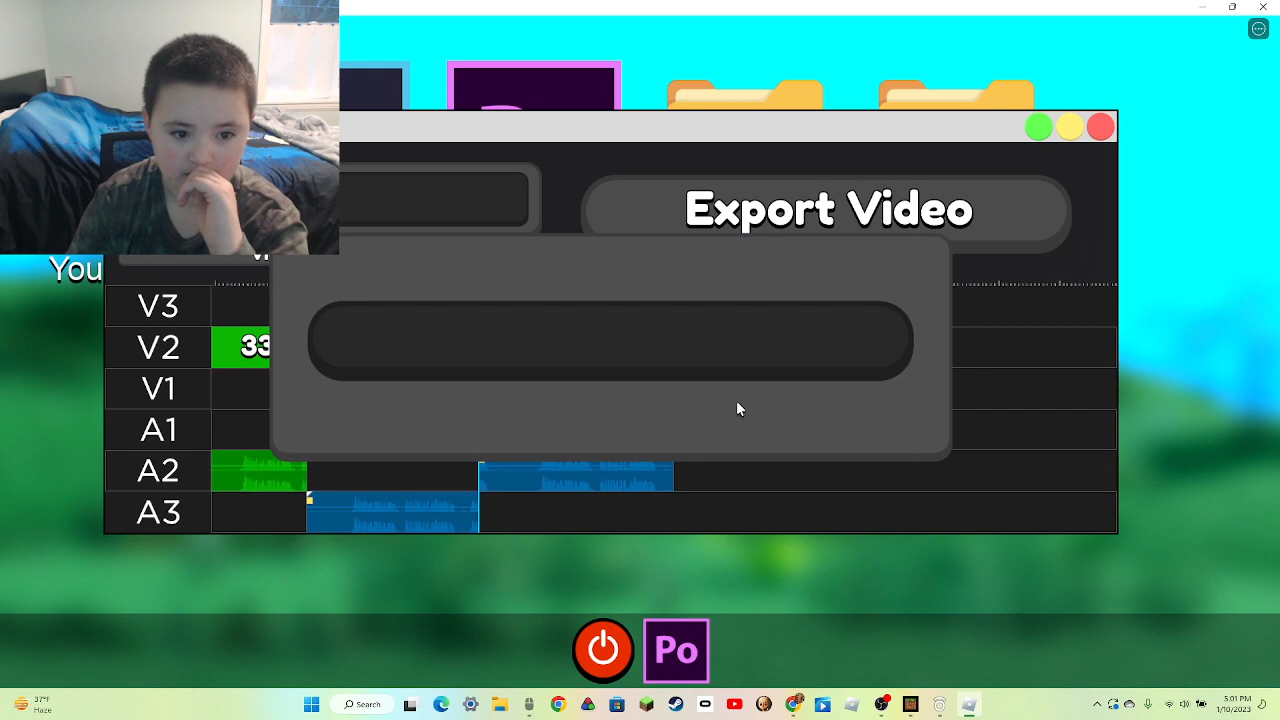 Export Video
You
V3
V2
33
V1
A1
A2
A3
Po
37°F
Haze
Search
5:01 PM
1/10/2023